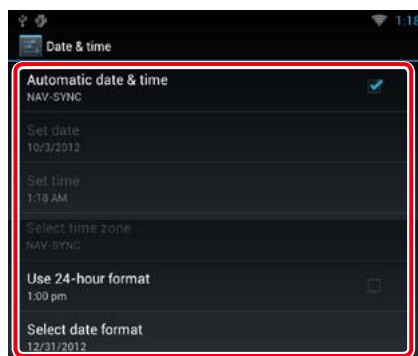 1:18
Date & time
Automatic date & time
NAV-SYNC
Set date
10/3/2012
Set time
1:18 AM
Select time zone
NAV-SYNC
Use 24-hour format
1:00 pm
Select date format
12/31/2012